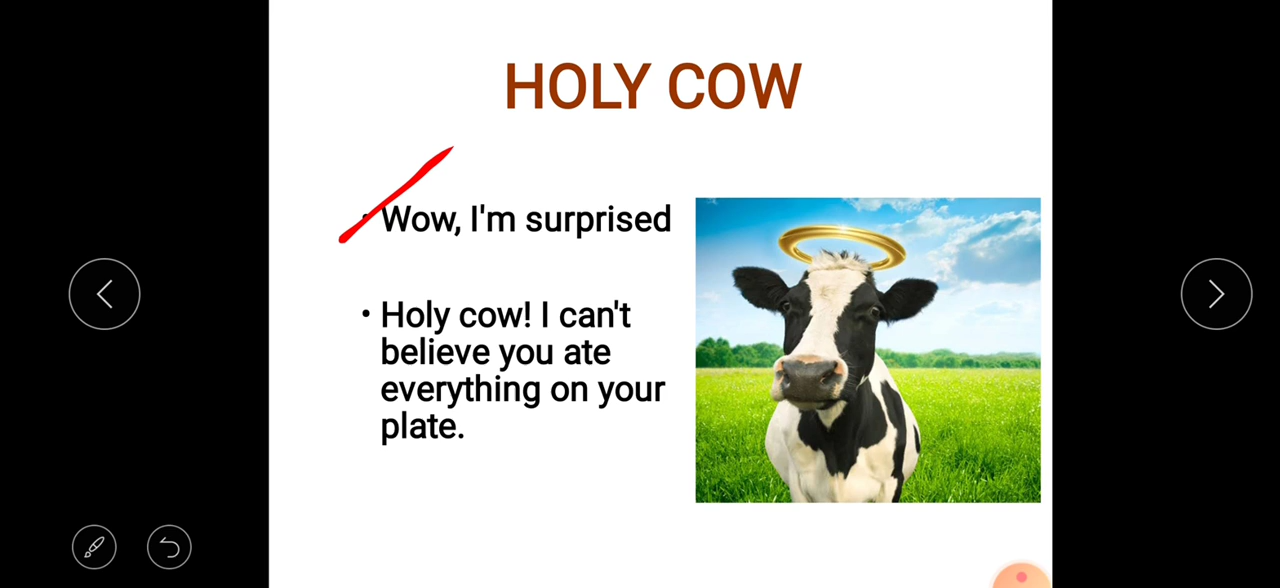 HOLY COW
• Wow, I'm surprised
• Holy cow! I can't
believe you ate
everything on your
plate.